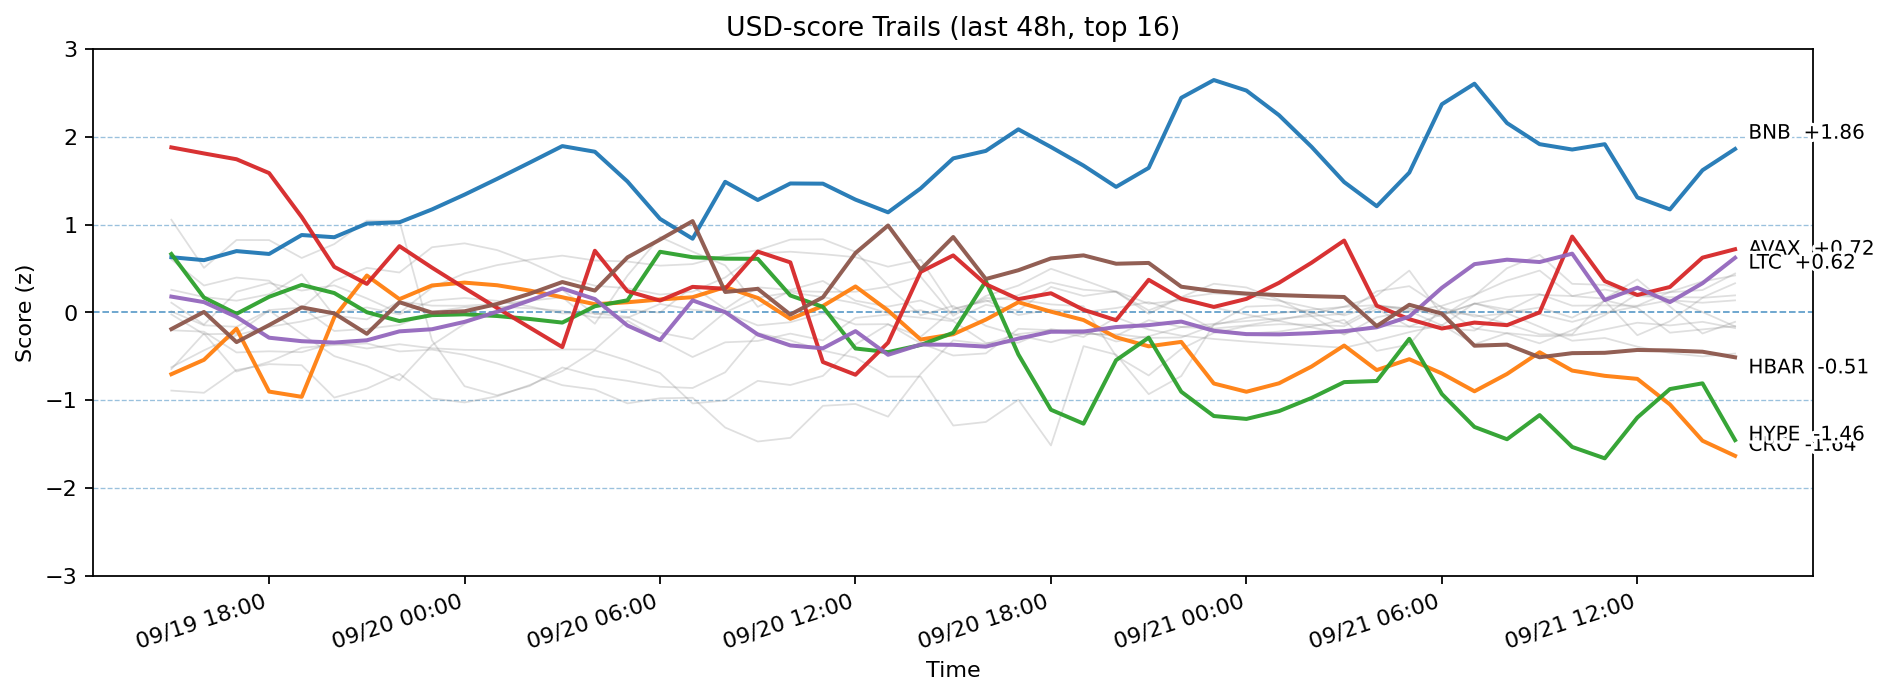 USD-score Trails (last 48h, top 16)
3
2
1
0
−1
−2
−3
Score (z)
BNB +1.86
AVAX +0.72
LTC +0.62
HBAR -0.51
HYPE -1.46
CRO -1.64
09/19 18:00
09/20 00:00
09/20 06:00
09/20 12:00
09/20 18:00
09/21 00:00
09/21 06:00
09/21 12:00
Time